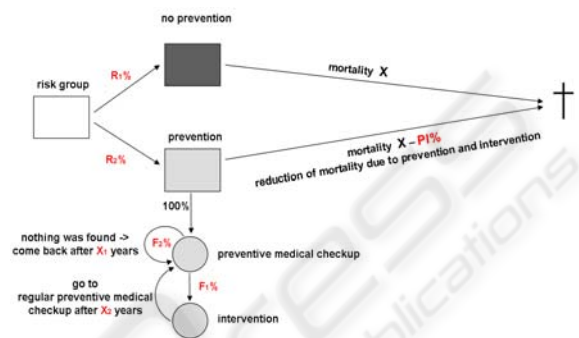 no prevention
R1%
mortality X
risk group
prevention
R2%
mortality X – PI%
reduction of mortality due to prevention and intervention
100%
nothing was found ->
come back after X1 years
F2%
preventive medical checkup
go to
regular preventive medical
checkup after X2 years
F1%
intervention